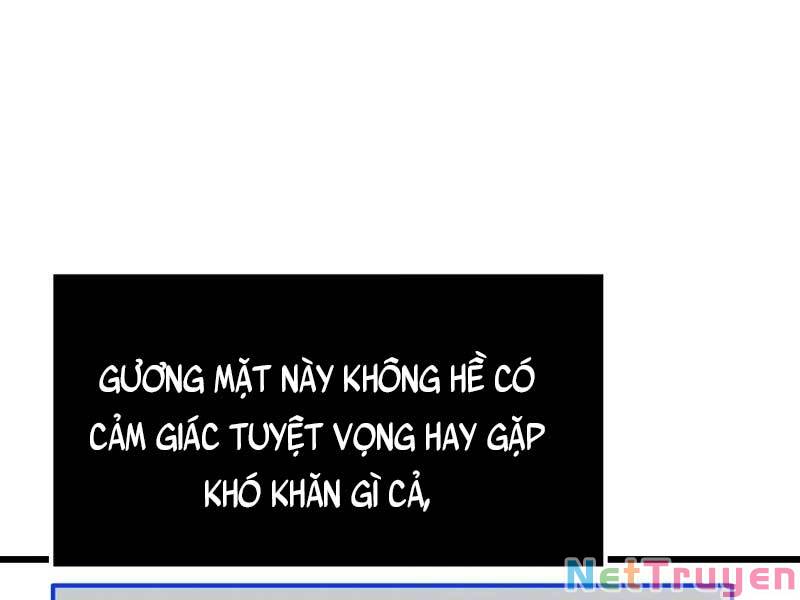 GƯƠNG MẶT NÀY KHÔNG HỀ CÓ
CẢM GIÁC TUYỆT VỌNG HAY GẶP
KHÓ KHĂN GÌ CẢ,
NetTruyen